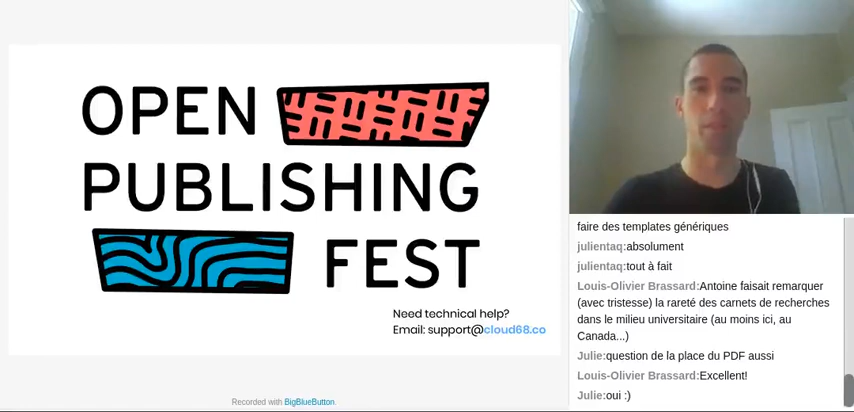 OPEN
PUBLISHING
FEST
Need technical help?
Email: support@cloud68.co
Recorded with BigBlueButton.
faire des templates génériques
julientaq:absolument
julientaq:tout à fait
Louis-Olivier Brassard:Antoine faisait remarquer
(avec tristesse) la rareté des carnets de recherches
dans le milieu universitaire (au moins ici, au
Canada...)
Julie:question de la place du PDF aussi
Louis-Olivier Brassard:Excellent!
Julie:oui :)